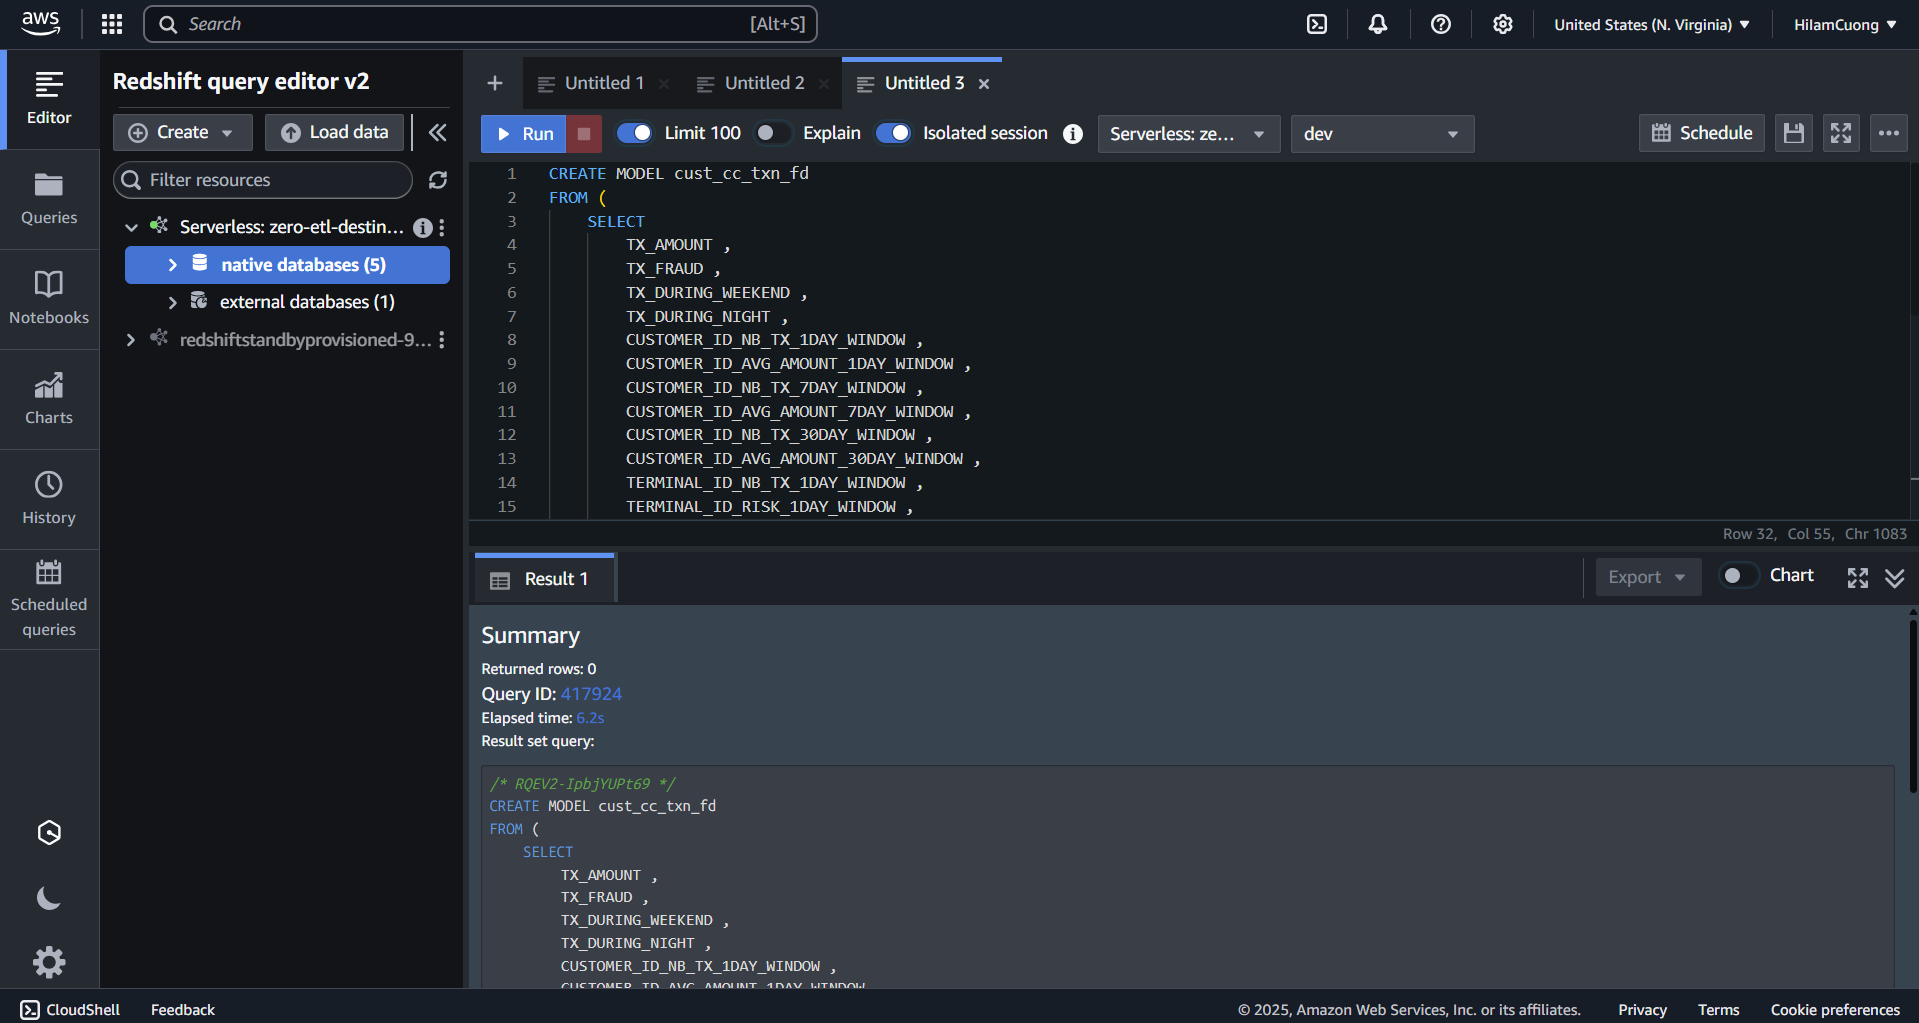 aws
Search [Alt+S]
United States (N. Virginia)
HilamCuong
Editor
Queries
Notebooks
Charts
History
Scheduled
queries
Redshift query editor v2
Create
Load data
Filter resources
Serverless: zero-etl-destin...
native databases (5)
external databases (1)
redshiftstandbyprovisioned-9...
Untitled 1
Untitled 2
Untitled 3
Run
Limit 100
Explain
Isolated session
Serverless: ze...
dev
Schedule
1 CREATE MODEL cust_cc_txn_fd
2 FROM (
3 SELECT
4 TX_AMOUNT ,
5 TX_FRAUD ,
6 TX_DURING_WEEKEND ,
7 TX_DURING_NIGHT ,
8 CUSTOMER_ID_NB_TX_1DAY_WINDOW ,
9 CUSTOMER_ID_AVG_AMOUNT_1DAY_WINDOW ,
10 CUSTOMER_ID_NB_TX_7DAY_WINDOW ,
11 CUSTOMER_ID_AVG_AMOUNT_7DAY_WINDOW ,
12 CUSTOMER_ID_NB_TX_30DAY_WINDOW ,
13 CUSTOMER_ID_AVG_AMOUNT_30DAY_WINDOW ,
14 TERMINAL_ID_NB_TX_1DAY_WINDOW ,
15 TERMINAL_ID_RISK_1DAY_WINDOW ,
Row 32, Col 55, Chr 1083
Result 1
Export
Chart
Summary
Returned rows: 0
Query ID: 417924
Elapsed time: 6.2s
Result set query:
/* RQEV2-IpbjYUPt69 */
CREATE MODEL cust_cc_txn_fd
FROM (
SELECT
TX_AMOUNT ,
TX_FRAUD ,
TX_DURING_WEEKEND ,
TX_DURING_NIGHT ,
CUSTOMER_ID_NB_TX_1DAY_WINDOW ,
CUSTOMER_ID_AVG_AMOUNT_1DAY_WINDOW
CloudShell
Feedback
© 2025, Amazon Web Services, Inc. or its affiliates.
Privacy
Terms
Cookie preferences